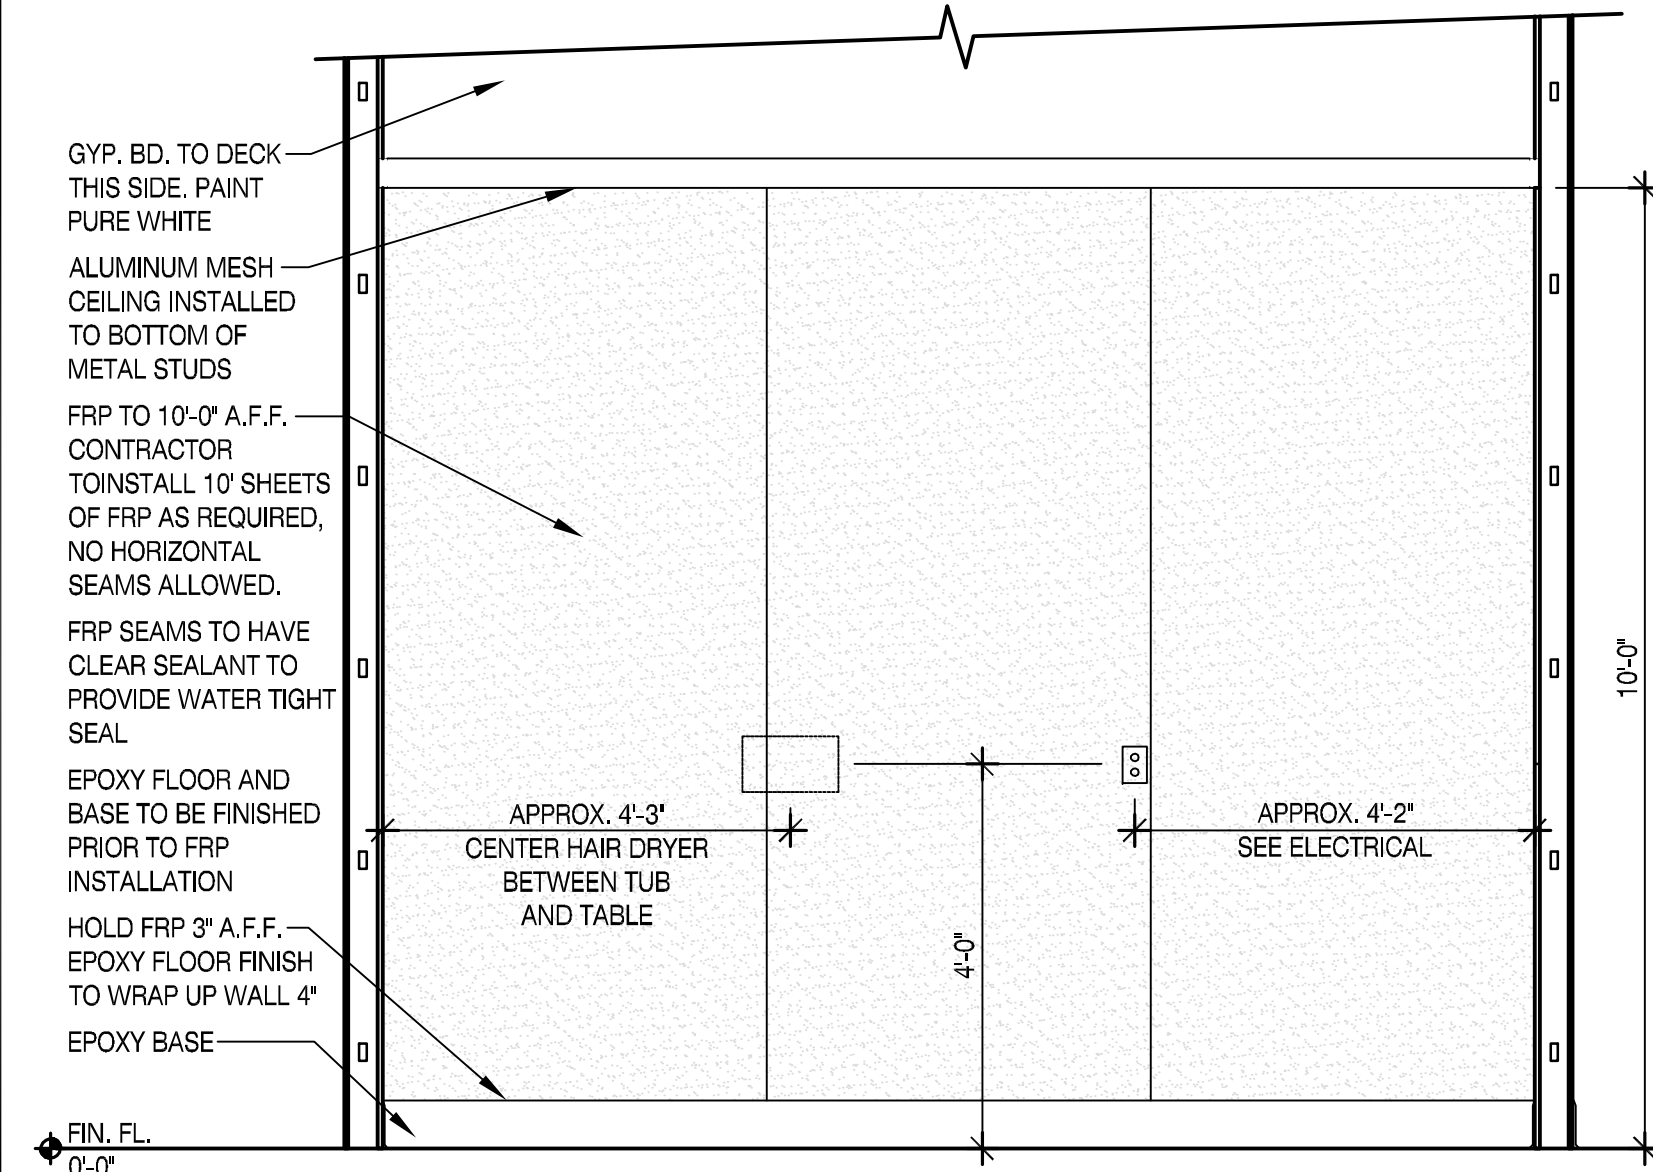 GYP. BD. TO DECK
THIS SIDE. PAINT
PURE WHITE
ALUMINUM MESH
CEILING INSTALLED
TO BOTTOM OF
METAL STUDS
FRP TO 10'-0" A.F.F.
CONTRACTOR
TOINSTALL 10' SHEETS
OF FRP AS REQUIRED,
NO HORIZONTAL
SEAMS ALLOWED.
FRP SEAMS TO HAVE
CLEAR SEALANT TO
PROVIDE WATER TIGHT
SEAL
EPOXY FLOOR AND
BASE TO BE FINISHED
PRIOR TO FRP
INSTALLATION
HOLD FRP 3" A.F.F.
EPOXY FLOOR FINISH
TO WRAP UP WALL 4"
EPOXY BASE
FIN. FL.
0'-0"
APPROX. 4'-3"
CENTER HAIR DRYER
BETWEEN TUB
AND TABLE
4'-0"
APPROX. 4'-2"
SEE ELECTRICAL
10'-0"